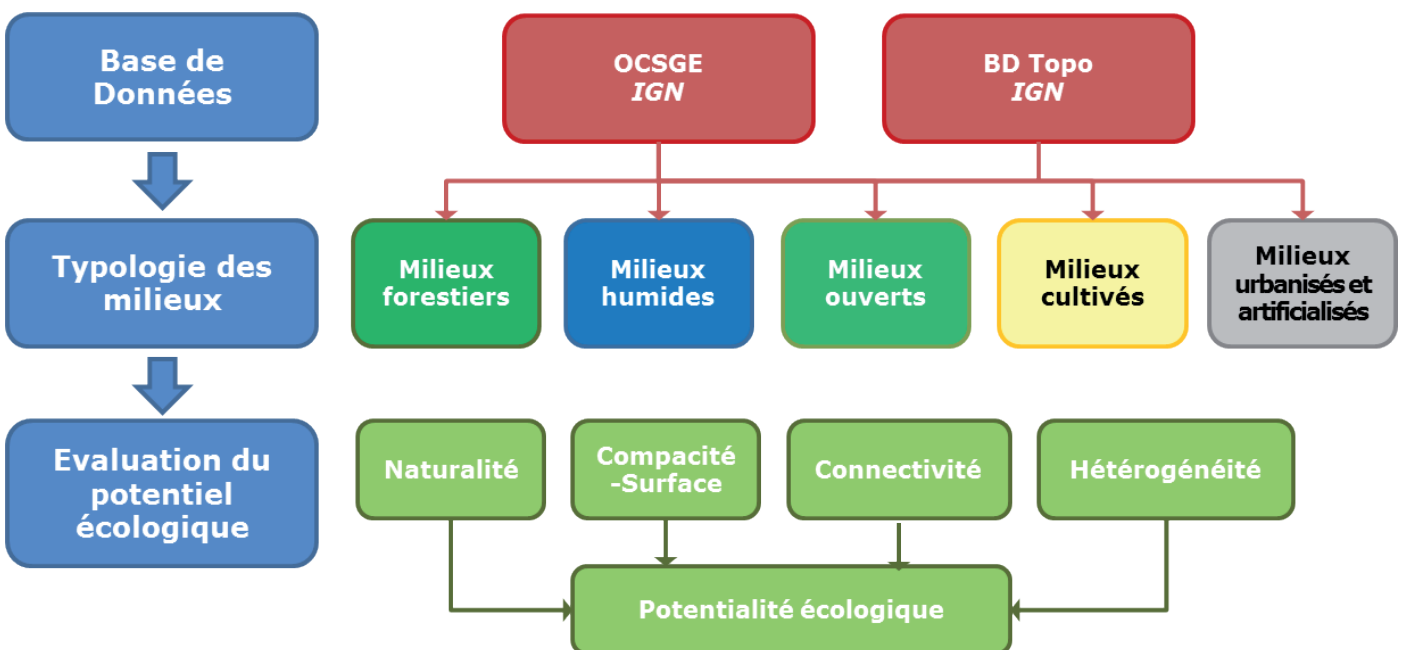 Base de
Données
OCSGE
IGN
BD Topo
IGN
Typologie des
milieux
Milieux
forestiers
Milieux
humides
Milieux
ouverts
Milieux
cultivés
Milieux
urbanisés et
artificialisés
Evaluation du
potentiel
écologique
Naturalité
Compacité
-Surface
Connectivité
Hétérogénéité
Potentialité écologique